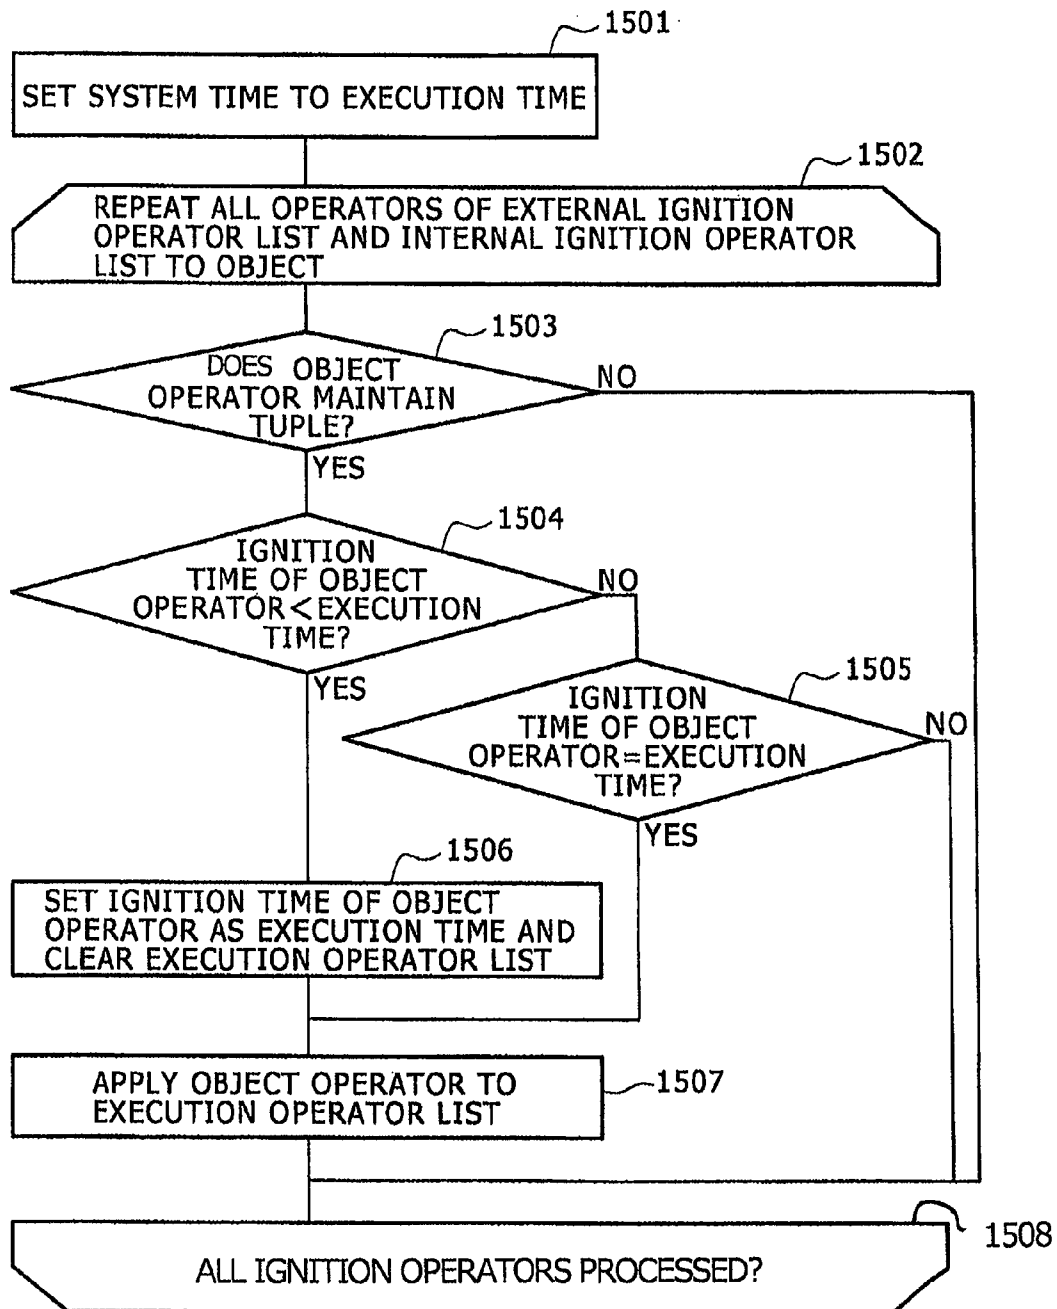 1501
SET SYSTEM TIME TO EXECUTION TIME
1502
REPEAT ALL OPERATORS OF EXTERNAL IGNITION
OPERATOR LIST AND INTERNAL IGNITION OPERATOR
LIST TO OBJECT
1503
DOES OBJECT
OPERATOR MAINTAIN
TUPLE?
NO
YES
1504
IGNITION
TIME OF OBJECT
OPERATOR<EXECUTION
TIME?
NO
YES
1505
IGNITION
TIME OF OBJECT
OPERATOR=EXECUTION
TIME?
NO
YES
1506
SET IGNITION TIME OF OBJECT
OPERATOR AS EXECUTION TIME AND
CLEAR EXECUTION OPERATOR LIST
1507
APPLY OBJECT OPERATOR TO
EXECUTION OPERATOR LIST
1508
ALL IGNITION OPERATORS PROCESSED?